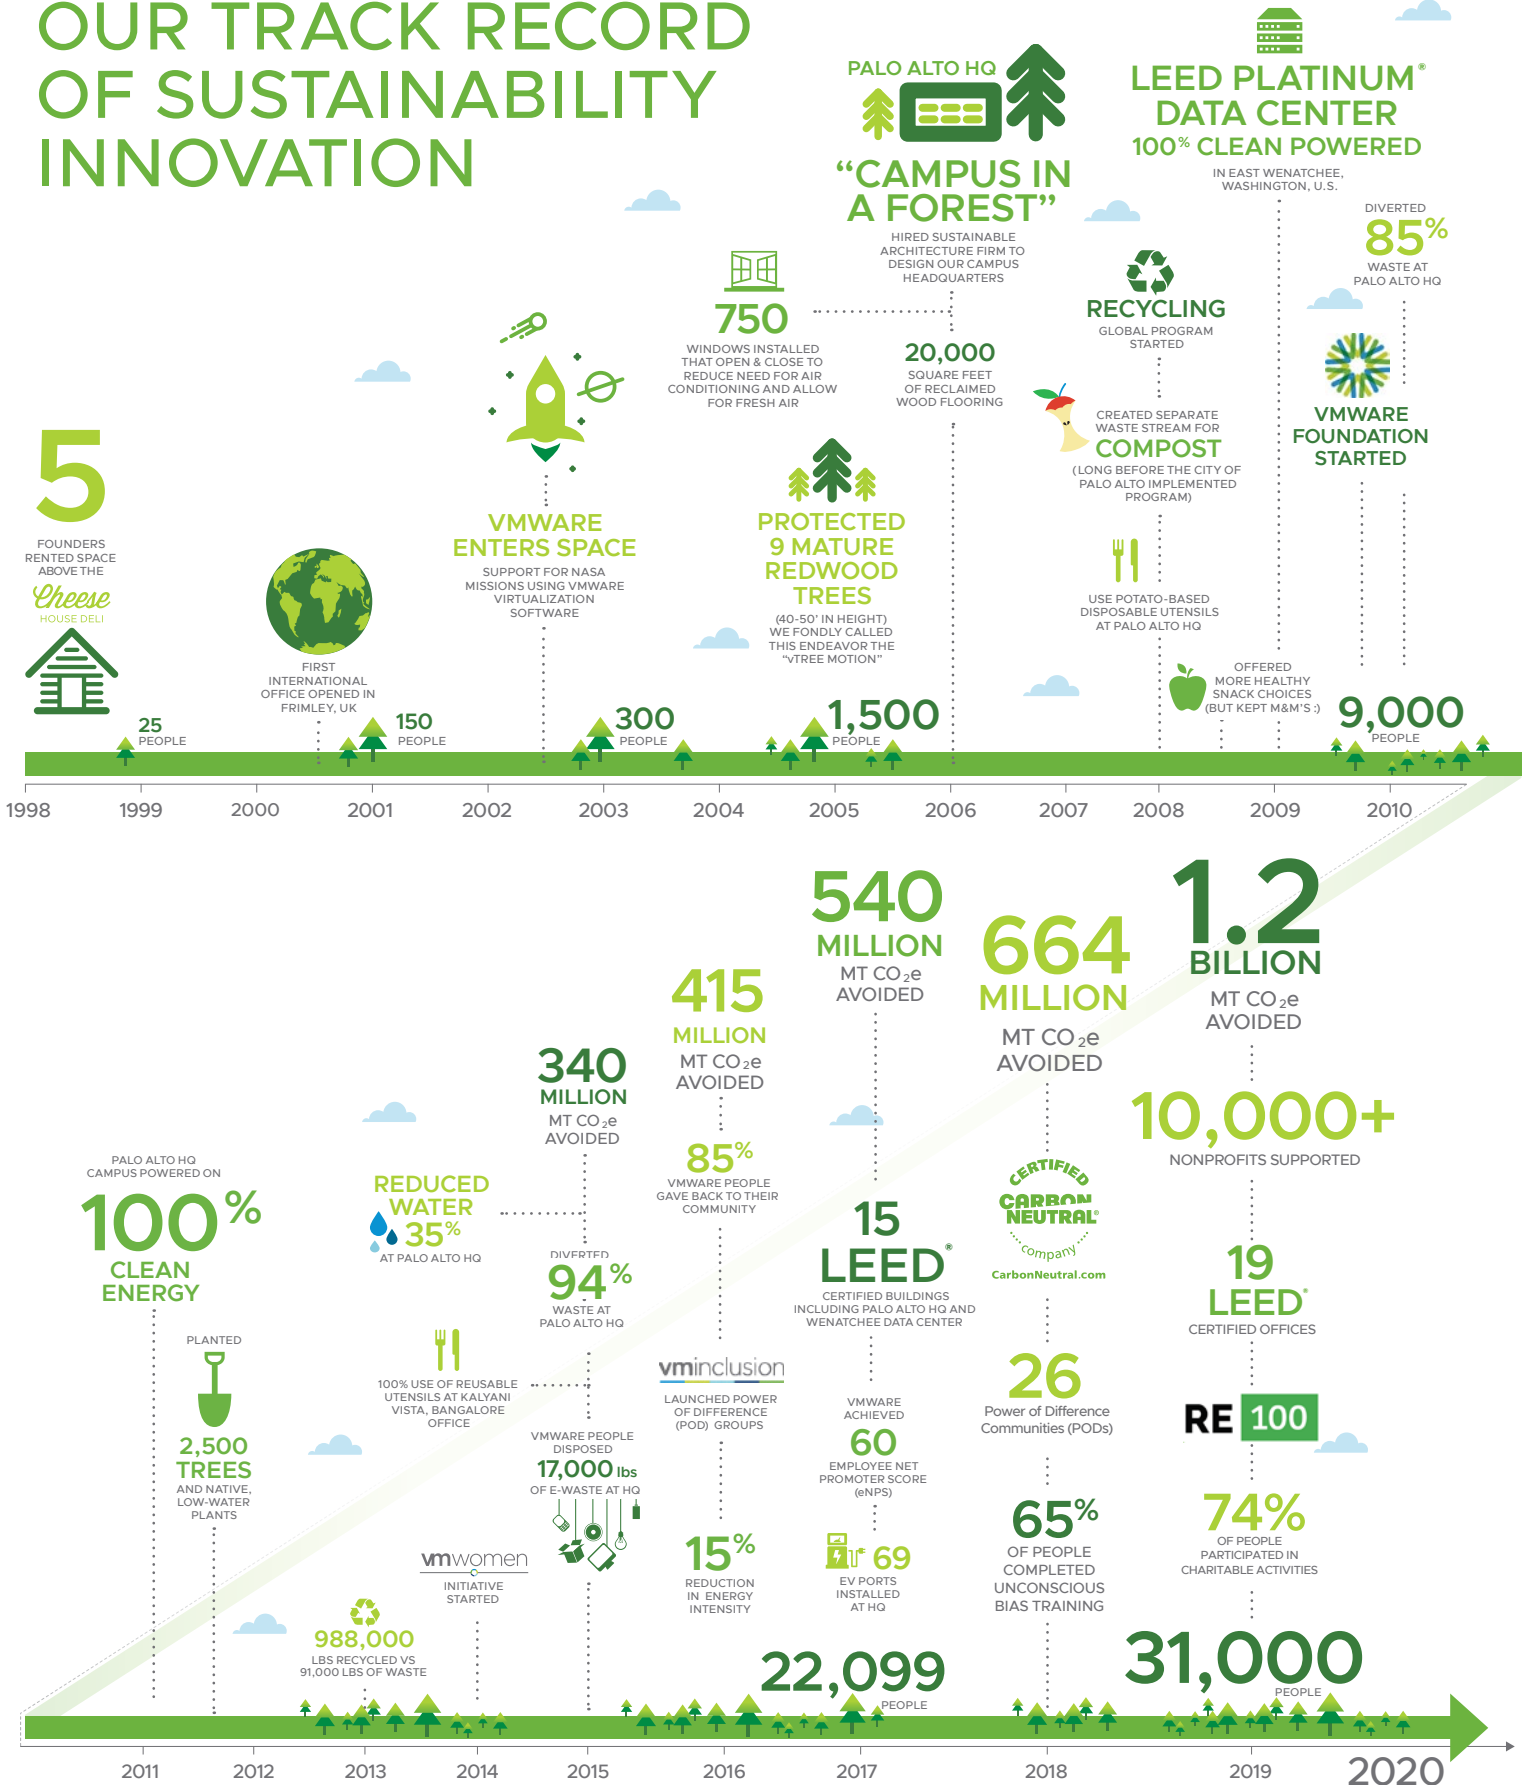 OUR TRACK RECORD
OF SUSTAINABILITY
INNOVATION
5
FOUNDERS
RENTED SPACE
ABOVE THE
Cheese
HOUSE DELI
25
PEOPLE
FIRST
INTERNATIONAL
OFFICE OPENED IN
FRIMLEY, UK
150
PEOPLE
VMWARE
ENTERS SPACE
SUPPORT FOR NASA
MISSIONS USING VMWARE
VIRTUALIZATION
SOFTWARE
300
PEOPLE
750
WINDOWS INSTALLED
THAT OPEN & CLOSE TO
REDUCE NEED FOR AIR
CONDITIONING AND ALLOW
FOR FRESH AIR
PROTECTED
9 MATURE
REDWOOD
TREES
(40-50' IN HEIGHT)
WE FONDLY CALLED
THIS ENDEAVOR THE
“vTREE MOTION”
1,500
PEOPLE
PALO ALTO HQ
“CAMPUS IN
A FOREST”
HIRED SUSTAINABLE
ARCHITECTURE FIRM TO
DESIGN OUR CAMPUS
HEADQUARTERS
20,000
SQUARE FEET
OF RECLAIMED
WOOD FLOORING
RECYCLING
GLOBAL PROGRAM
STARTED
CREATED SEPARATE
WASTE STREAM FOR
COMPOST
(LONG BEFORE THE CITY OF
PALO ALTO IMPLEMENTED
PROGRAM)
USE POTATO-BASED
DISPOSABLE UTENSILS
AT PALO ALTO HQ
OFFERED
MORE HEALTHY
SNACK CHOICES
(BUT KEPT M&M'S :)
LEED PLATINUM®
DATA CENTER
100% CLEAN POWERED
IN EAST WENATCHEE,
WASHINGTON, U.S.
DIVERTED
85%
WASTE AT
PALO ALTO HQ
VMWARE
FOUNDATION
STARTED
9,000
PEOPLE
1998 1999 2000 2001 2002 2003 2004 2005 2006 2007 2008 2009 2010
PALO ALTO HQ
CAMPUS POWERED ON
100%
CLEAN
ENERGY
PLANTED
2,500
TREES
AND NATIVE,
LOW-WATER
PLANTS
988,000
LBS RECYCLED VS
91,000 LBS OF WASTE
REDUCED
WATER
35%
AT PALO ALTO HQ
100% USE OF REUSABLE
UTENSILS AT KALYANI
VISTA, BANGALORE
OFFICE
vmwomen
INITIATIVE
STARTED
340
MILLION
MT CO₂e
AVOIDED
DIVERTED
94%
WASTE AT
PALO ALTO HQ
VMWARE PEOPLE
DISPOSED
17,000 lbs
OF E-WASTE AT HQ
415
MILLION
MT CO₂e
AVOIDED
85%
VMWARE PEOPLE
GAVE BACK TO THEIR
COMMUNITY
vminclusion
LAUNCHED POWER
OF DIFFERENCE
(POD) GROUPS
15%
REDUCTION
IN ENERGY
INTENSITY
540
MILLION
MT CO₂e
AVOIDED
15
LEED®
CERTIFIED BUILDINGS
INCLUDING PALO ALTO HQ AND
WENATCHEE DATA CENTER
VMWARE
ACHIEVED
60
EMPLOYEE NET
PROMOTER SCORE
(eNPS)
69
EV PORTS
INSTALLED
AT HQ
22,099
PEOPLE
664
MILLION
MT CO₂e
AVOIDED
CERTIFIED
CARBON
NEUTRAL®
company
CarbonNeutral.com
26
Power of Difference
Communities (PODs)
65%
OF PEOPLE
COMPLETED
UNCONSCIOUS
BIAS TRAINING
1.2
BILLION
MT CO₂e
AVOIDED
10,000+
NONPROFITS SUPPORTED
19
LEED®
CERTIFIED OFFICES
RE 100
74%
OF PEOPLE
PARTICIPATED IN
CHARITABLE ACTIVITIES
31,000
PEOPLE
2011 2012 2013 2014 2015 2016 2017 2018 2019 2020